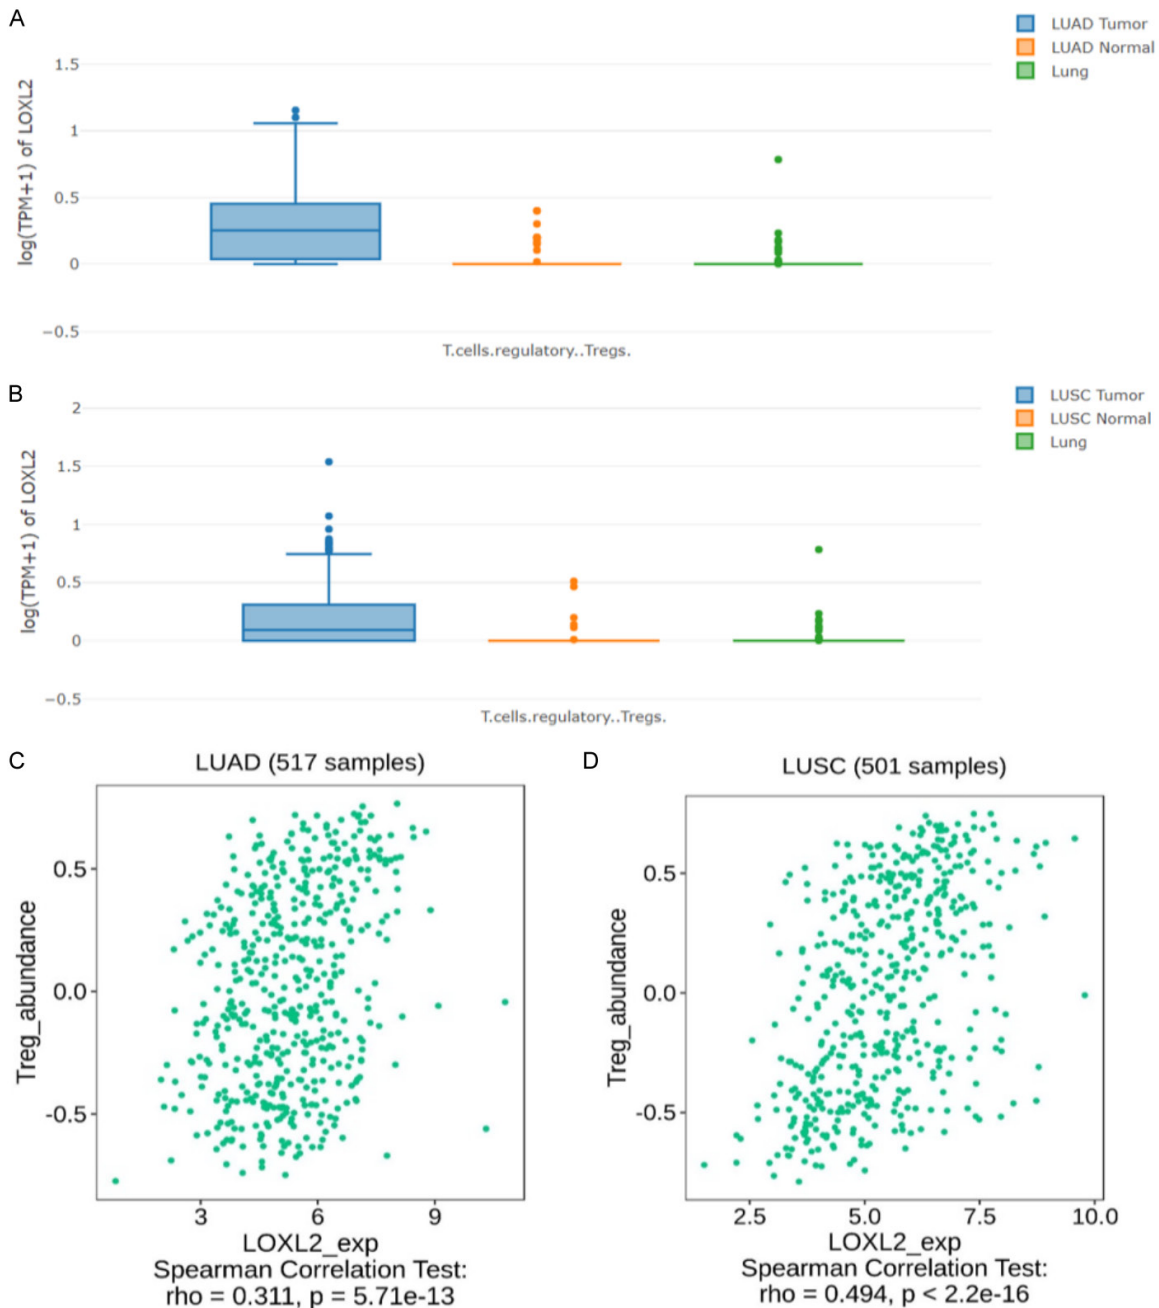 A
LUAD Tumor
LUAD Normal
Lung
log(TPM+1) of LOXL2
1.5
1
0.5
0
−0.5
T.cells.regulatory..Tregs.
B
LUSC Tumor
LUSC Normal
Lung
log(TPM+1) of LOXL2
2
1.5
1
0.5
0
−0.5
T.cells.regulatory..Tregs.
C
LUAD (517 samples)
Treg_abundance
0.5
0.0
-0.5
3 6 9
LOXL2_exp
Spearman Correlation Test:
rho = 0.311, p = 5.71e-13
D
LUSC (501 samples)
Treg_abundance
0.5
0.0
-0.5
2.5 5.0 7.5 10.0
LOXL2_exp
Spearman Correlation Test:
rho = 0.494, p < 2.2e-16